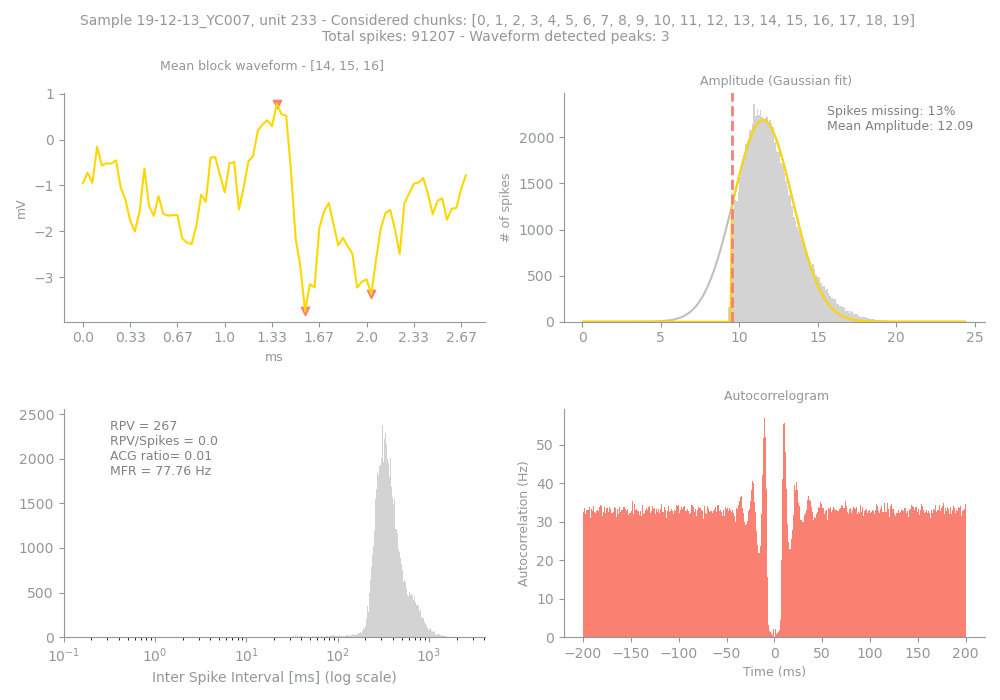 Sample 19-12-13_YC007, unit 233 - Considered chunks: [0, 1, 2, 3, 4, 5, 6, 7, 8, 9, 10, 11, 12, 13, 14, 15, 16, 17, 18, 19]
Total spikes: 91207 - Waveform detected peaks: 3
Mean block waveform - [14, 15, 16]
1
0
−1
−2
−3
mV
0.0 0.33 0.67 1.0 1.33 1.67 2.0 2.33 2.67
ms
Amplitude (Gaussian fit)
Spikes missing: 13%
Mean Amplitude: 12.09
2000
1500
1000
500
0
# of spikes
0 5 10 15 20 25
RPV = 267
RPV/Spikes = 0.0
ACG ratio= 0.01
MFR = 77.76 Hz
2500
2000
1500
1000
500
0
10⁻¹ 10⁰ 10¹ 10² 10³
Inter Spike Interval [ms] (log scale)
Autocorrelogram
50
40
30
20
10
0
Autocorrelation (Hz)
−200 −150 −100 −50 0 50 100 150 200
Time (ms)